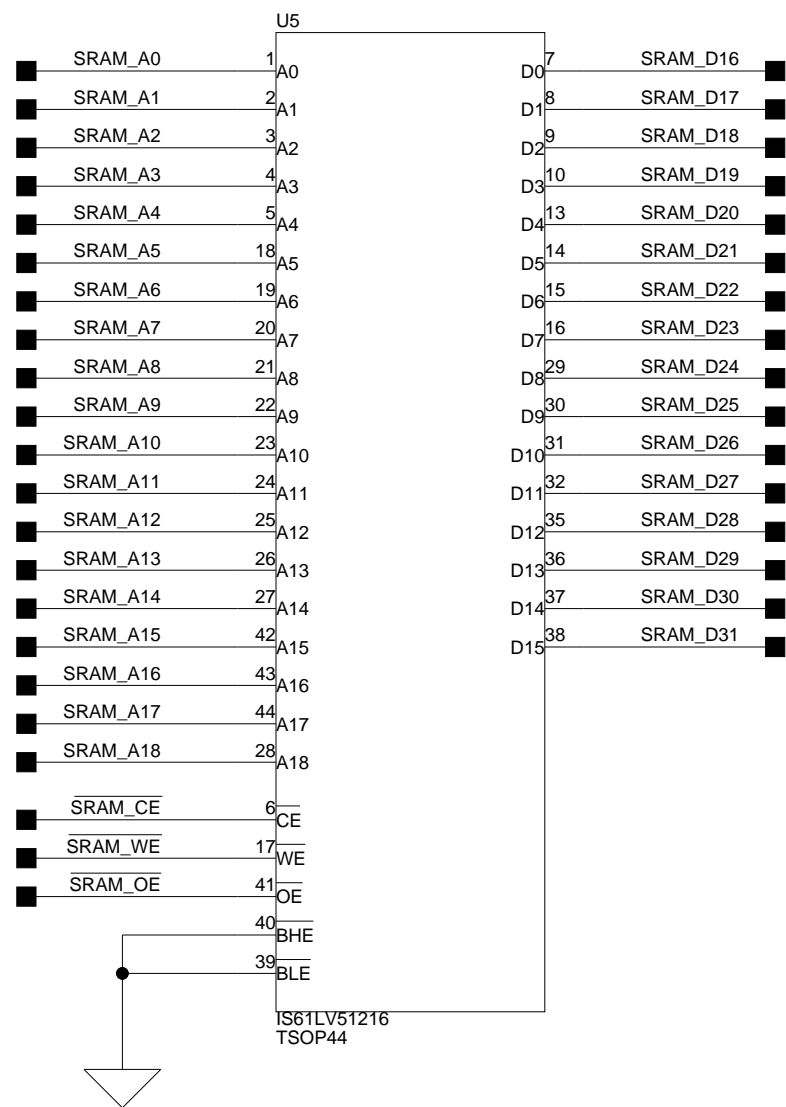 U5
SRAM_A0 1 A0 D0 7 SRAM_D16
SRAM_A1 2 A1 D1 8 SRAM_D17
SRAM_A2 3 A2 D2 9 SRAM_D18
SRAM_A3 4 A3 D3 10 SRAM_D19
SRAM_A4 5 A4 D4 13 SRAM_D20
SRAM_A5 18 A5 D5 14 SRAM_D21
SRAM_A6 19 A6 D6 15 SRAM_D22
SRAM_A7 20 A7 D7 16 SRAM_D23
SRAM_A8 21 A8 D8 29 SRAM_D24
SRAM_A9 22 A9 D9 30 SRAM_D25
SRAM_A10 23 A10 D10 31 SRAM_D26
SRAM_A11 24 A11 D11 32 SRAM_D27
SRAM_A12 25 A12 D12 35 SRAM_D28
SRAM_A13 26 A13 D13 36 SRAM_D29
SRAM_A14 27 A14 D14 37 SRAM_D30
SRAM_A15 42 A15 D15 38 SRAM_D31
SRAM_A16 43 A16
SRAM_A17 44 A17
SRAM_A18 28 A18
SRAM_CE 6 CE
SRAM_WE 17 WE
SRAM_OE 41 OE
40 BHE
39 BLE
IS61LV51216
TSOP44